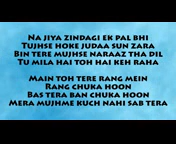 Na jiya zindagi ek pal bhi
Tujhse hoke judaa sun zara
Bin tere mujhse naraaz tha dil
Tu mila hai toh hai keh raha
Main toh tere rang mein
Rang chuka hoon
Bas tera ban chuka hoon
Mera mujhme kuch nahi sab tera